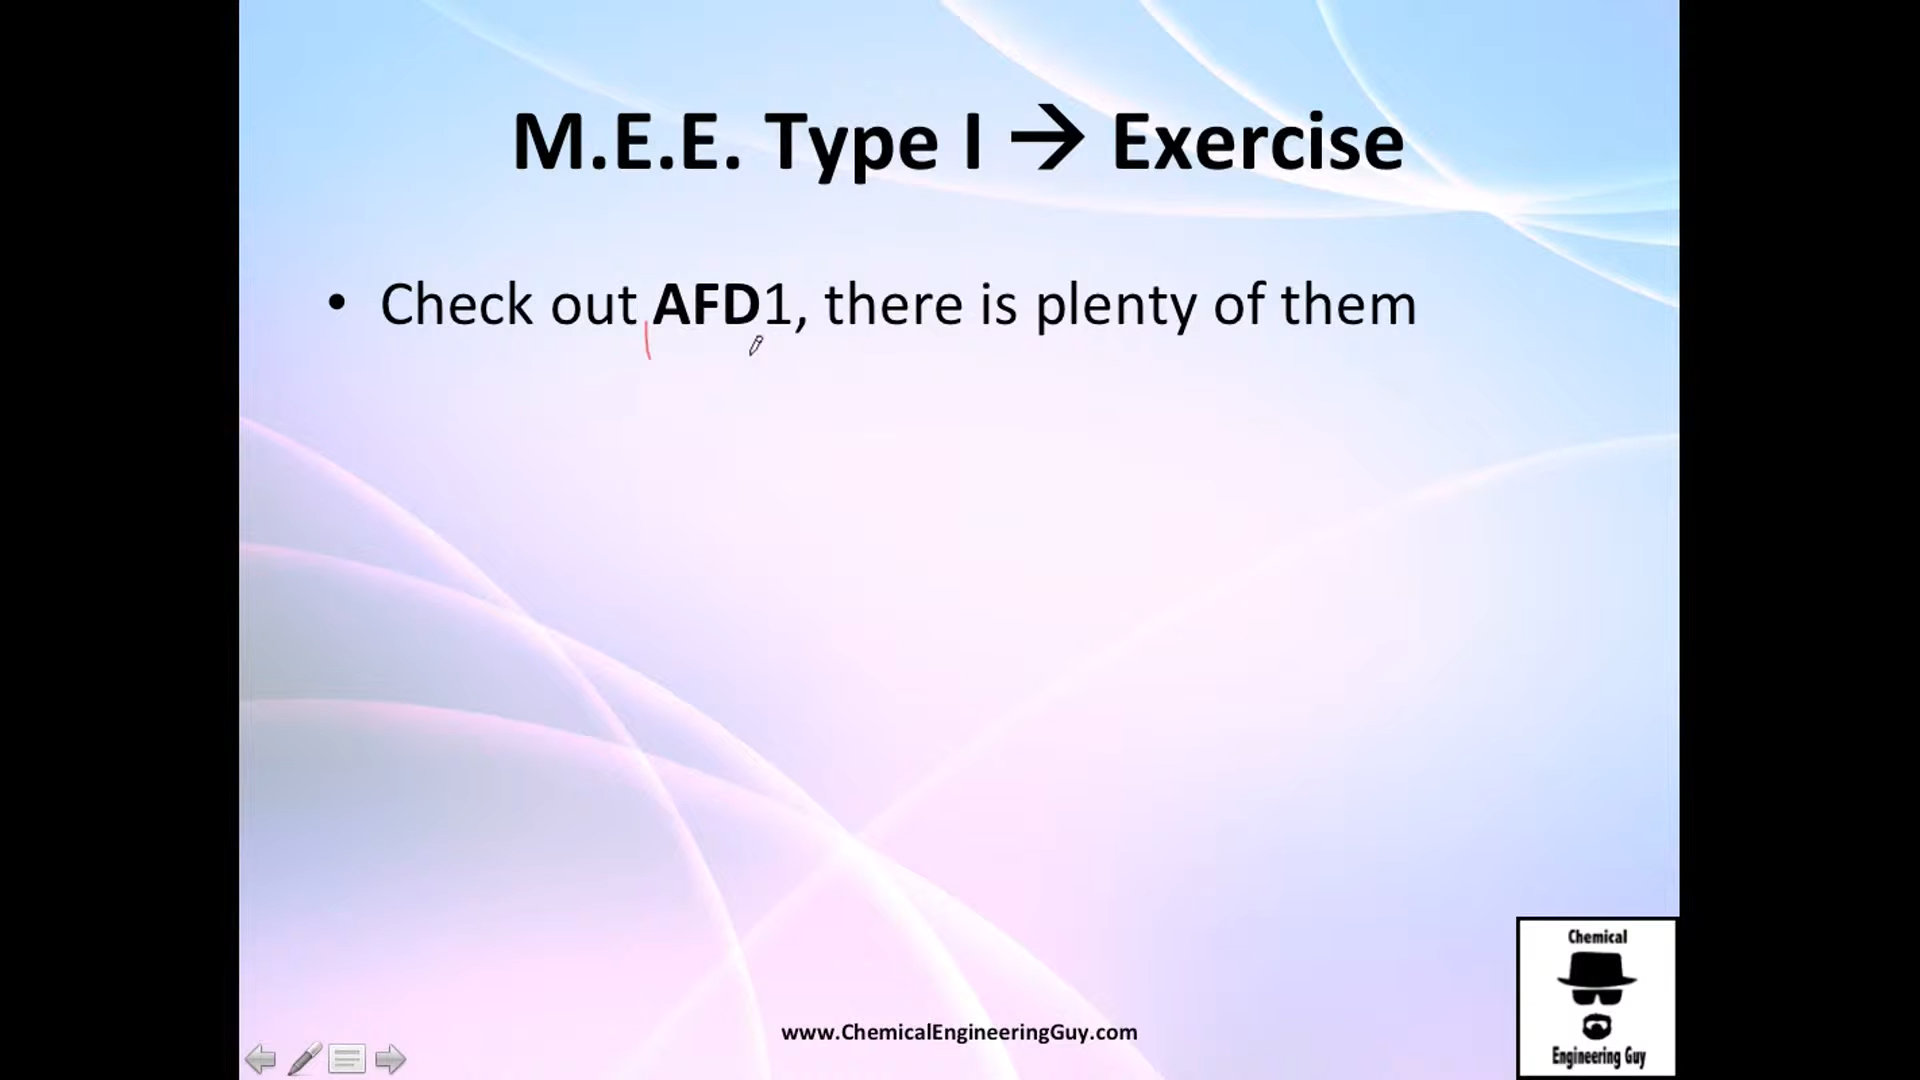 M.E.E. Type I → Exercise
• Check out AFD1, there is plenty of them
www.ChemicalEngineeringGuy.com
Chemical
Engineering Guy